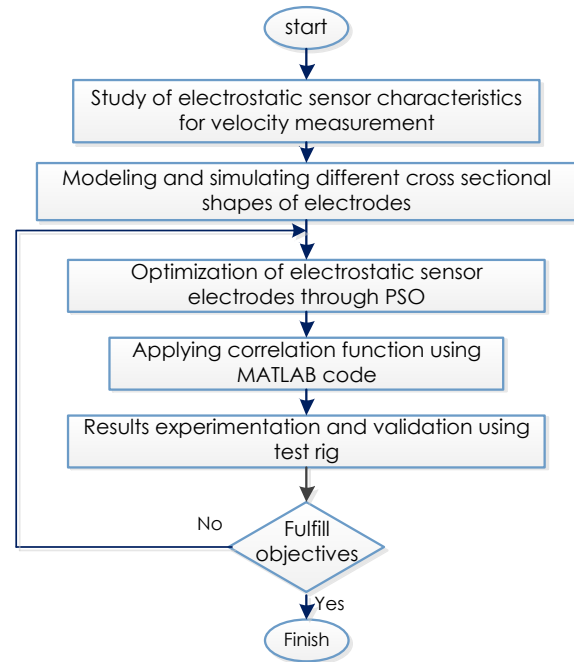 start
Study of electrostatic sensor characteristics
for velocity measurement
Modeling and simulating different cross sectional
shapes of electrodes
Optimization of electrostatic sensor
electrodes through PSO
Applying correlation function using
MATLAB code
Results experimentation and validation using
test rig
No
Fulfill
objectives
Yes
Finish